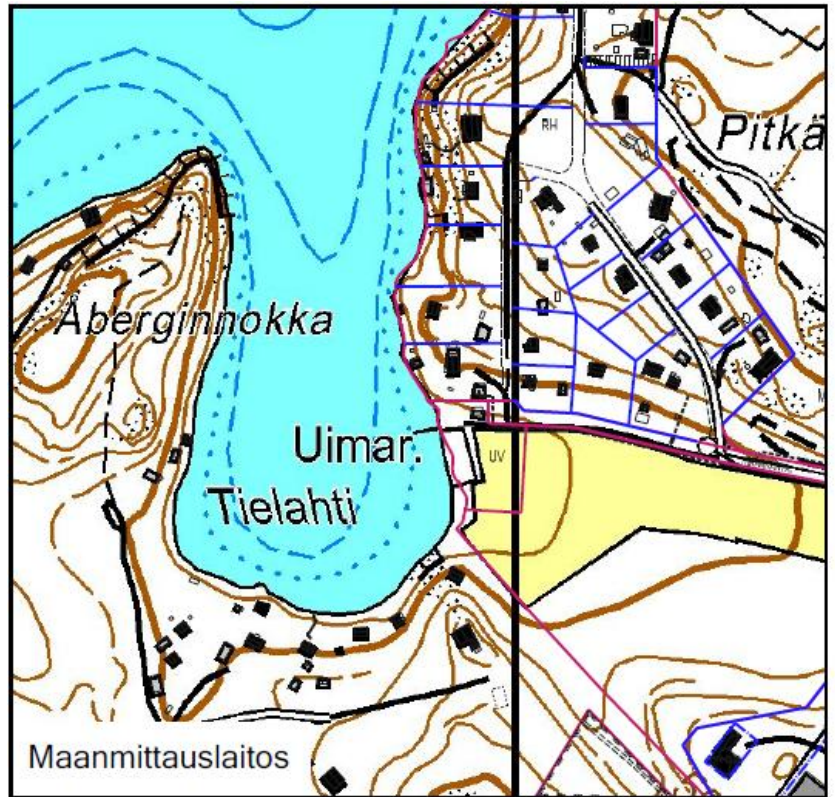 RH
Pitkä
Åberginnokka
Uimar.
UV
Tielahti
Maanmittauslaitos